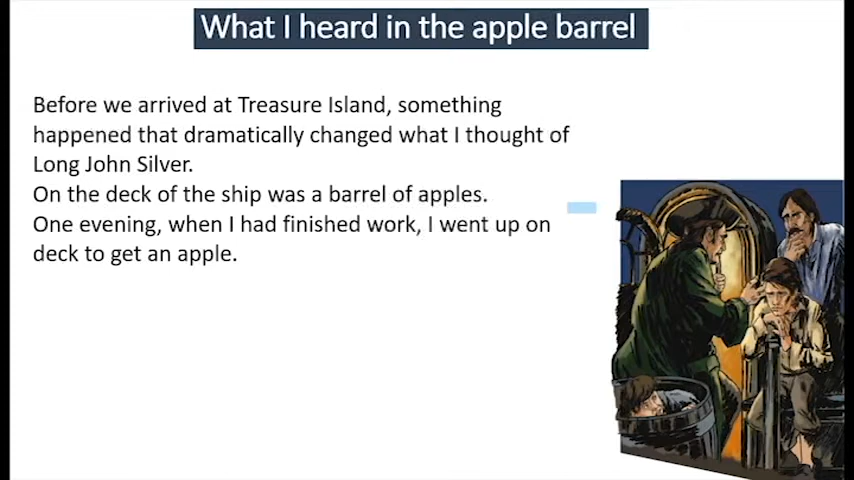 What I heard in the apple barrel
Before we arrived at Treasure Island, something
happened that dramatically changed what I thought of
Long John Silver.
On the deck of the ship was a barrel of apples.
One evening, when I had finished work, I went up on
deck to get an apple.